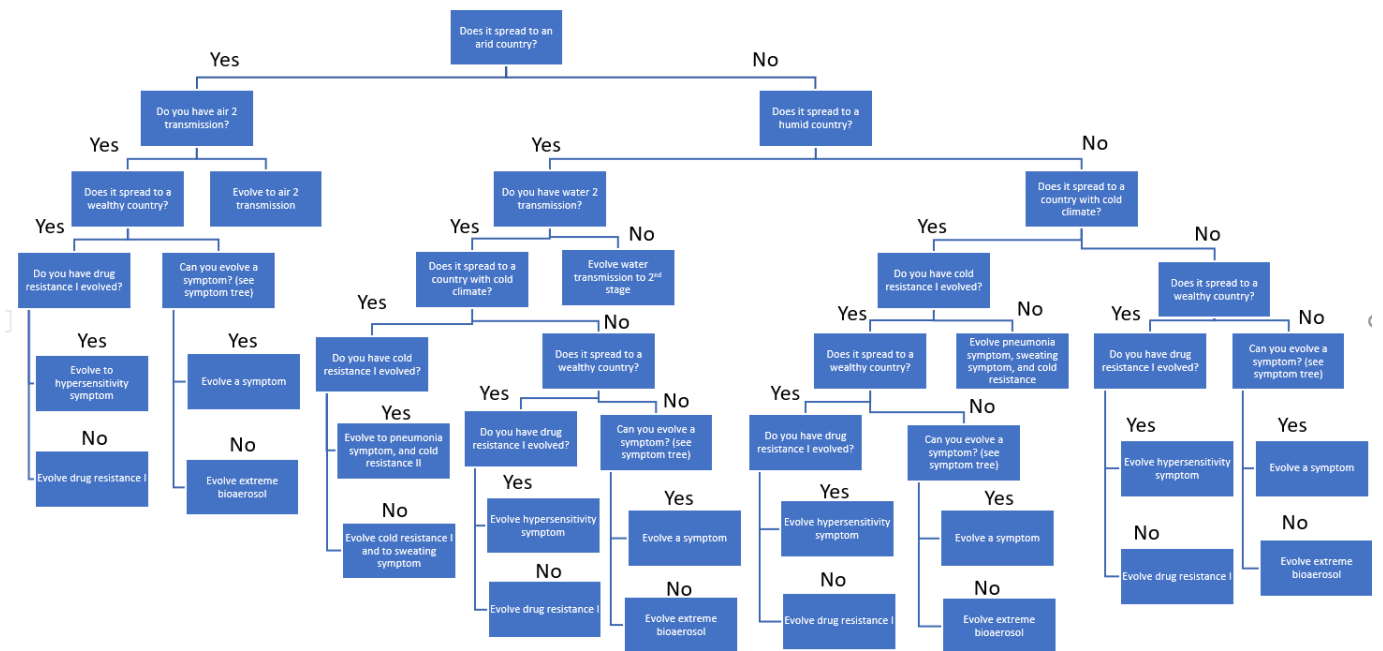 Does it spread to an
arid country?
Yes
No
Do you have air 2
transmission?
Does it spread to a
humid country?
Yes
Yes
No
Does it spread to a
wealthy country?
Evolve to air 2
transmission
Do you have water 2
transmission?
Does it spread to a
country with cold
climate?
Yes
Yes
No
Yes
No
Do you have drug
resistance I evolved?
Can you evolve a
symptom? (see
symptom tree)
Does it spread to a
country with cold
climate?
Evolve water
transmission to 2nd
stage
Do you have cold
resistance I evolved?
Does it spread to a
wealthy country?
Yes
No
Yes
No
Yes
No
Yes
Yes
Evolve to
hypersensitivity
symptom
Evolve a symptom
Do you have cold
resistance I evolved?
Does it spread to a
wealthy country?
Does it spread to a
wealthy country?
Evolve pneumonia
symptom, sweating
symptom, and cold
resistance
Do you have drug
resistance I evolved?
Can you evolve a
symptom? (see
symptom tree)
No
No
Yes
Yes
No
Yes
No
Yes
Yes
Evolve drug resistance I
Evolve extreme
bioaerosol
Evolve to pneumonia
symptom, and cold
resistance II
Do you have drug
resistance I evolved?
Can you evolve a
symptom? (see
symptom tree)
Do you have drug
resistance I evolved?
Can you evolve a
symptom? (see
symptom tree)
Evolve hypersensitivity
symptom
Evolve a symptom
No
Yes
Yes
Yes
Yes
No
No
Evolve cold resistance I
and to sweating
symptom
Evolve hypersensitivity
symptom
Evolve a symptom
Evolve hypersensitivity
symptom
Evolve a symptom
Evolve drug resistance I
Evolve extreme
bioaerosol
No
No
No
No
Evolve drug resistance I
Evolve extreme
bioaerosol
Evolve drug resistance I
Evolve extreme
bioaerosol